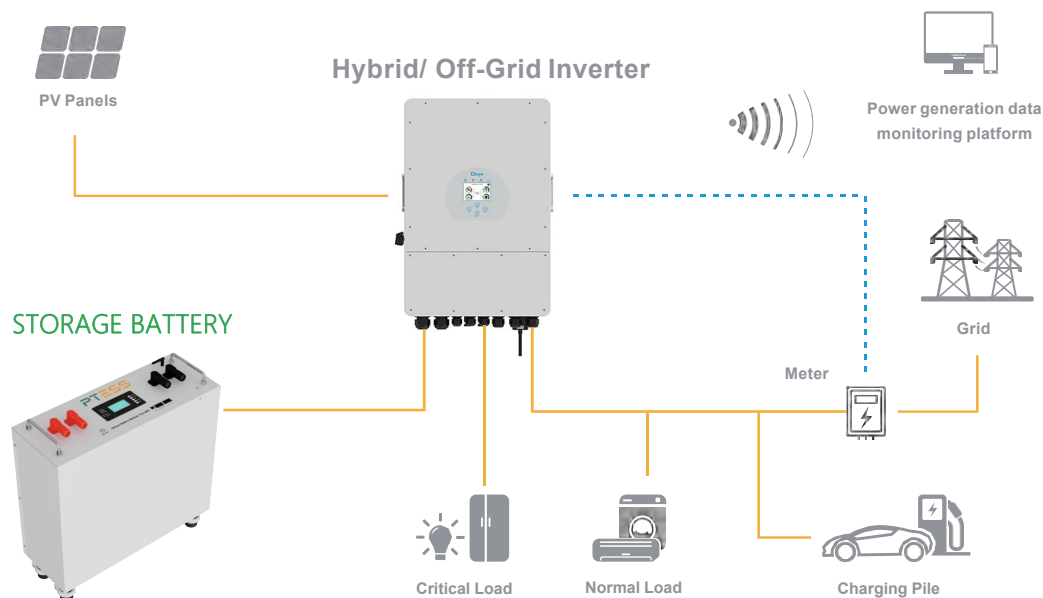 Hybrid/ Off-Grid Inverter
PV Panels
Power generation data
monitoring platform
Deye
STORAGE BATTERY
Grid
PTESS
Meter
Critical Load
Normal Load
Charging Pile